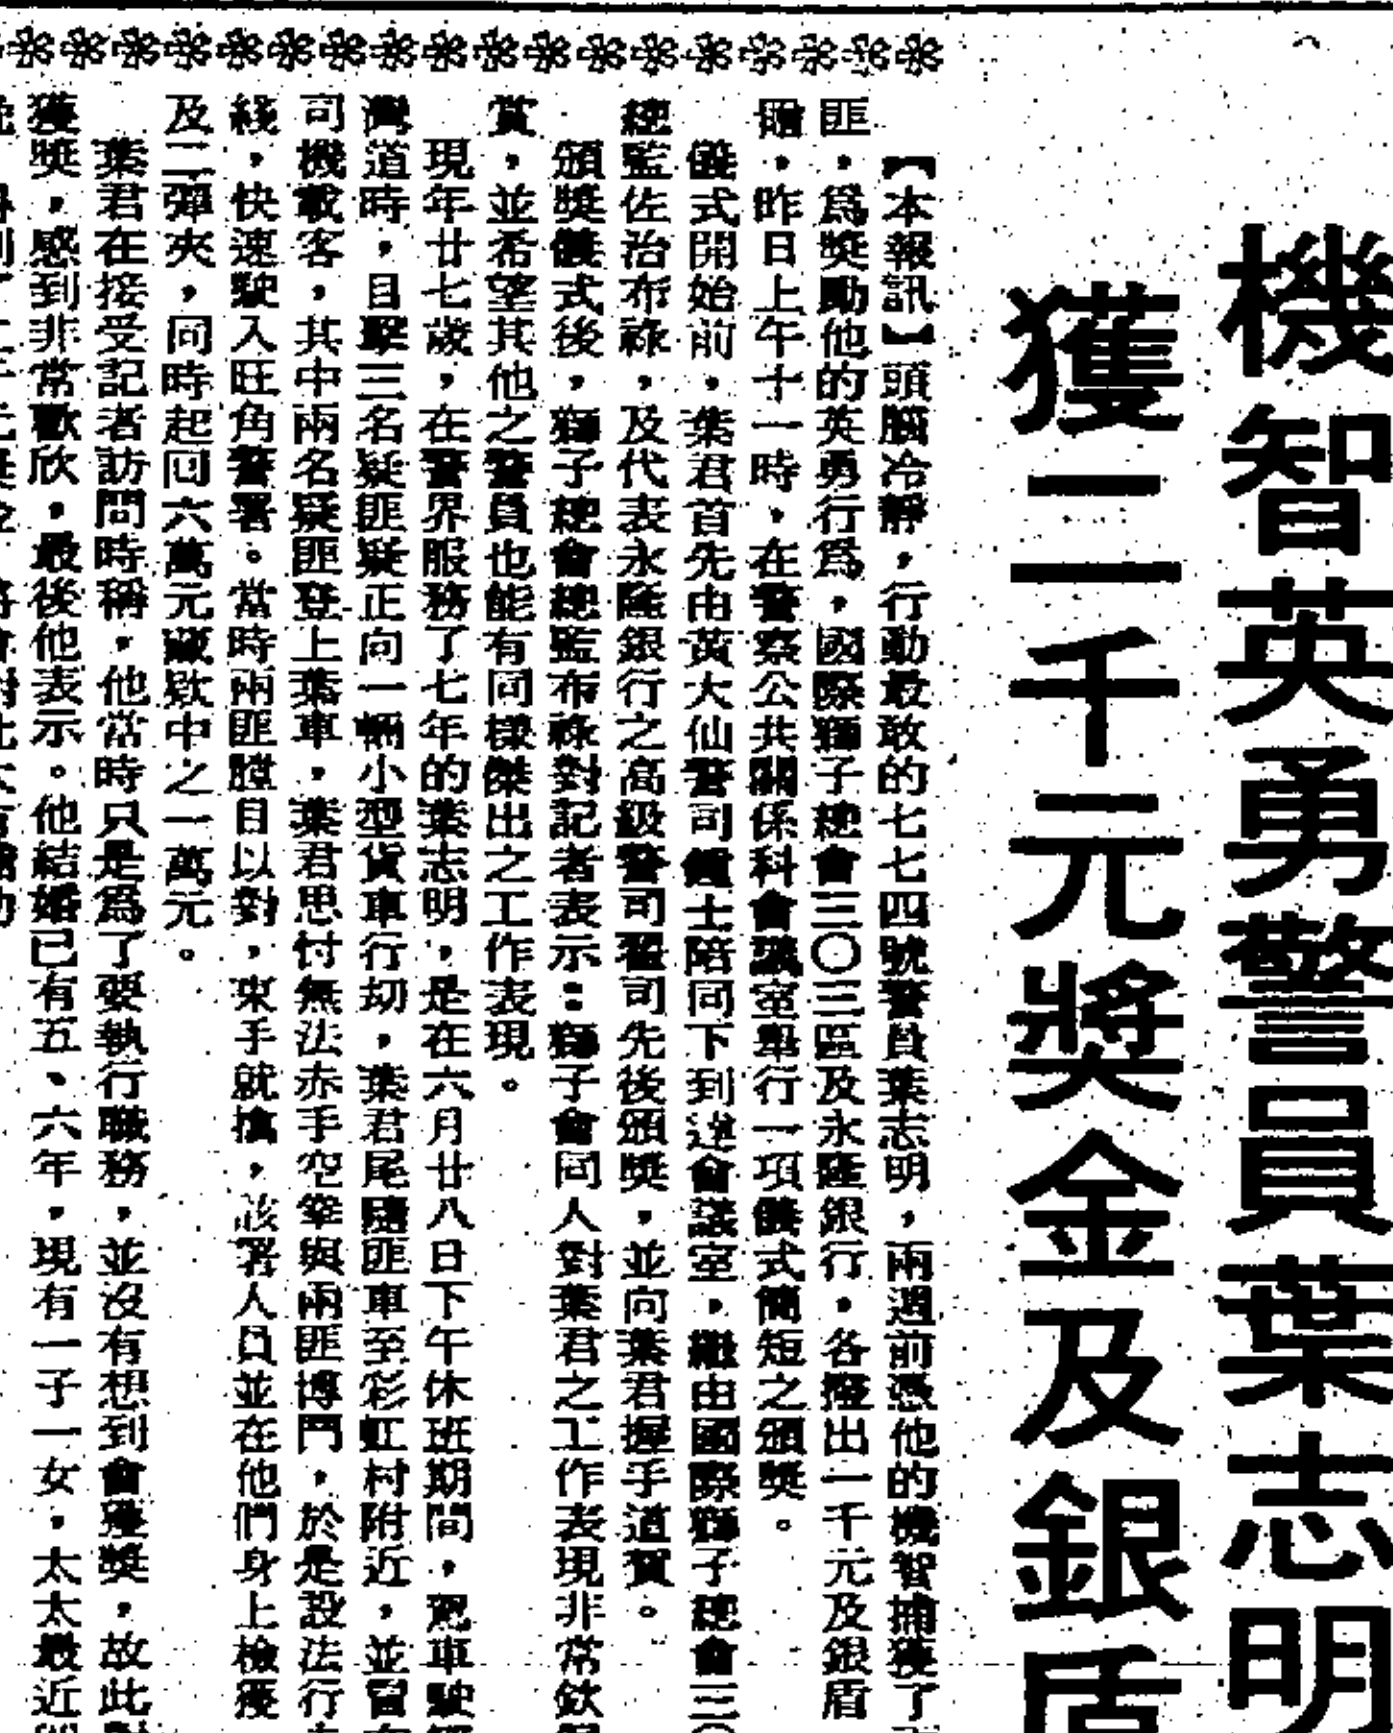 機智英勇警員葉志明
獲二千元獎金及銀盾
【本報訊】頭腦冷靜，行動最敢的七七四號警員葉志明，兩週前憑他的機智捕獲了
匪，爲獎勵他的英勇行爲，國際獅子總會三〇三區及永隆銀行，各撥出一千元及銀盾
贈，昨日上午十一時，在警察公共關係科會議室舉行一項儀式簡短之頒獎。
儀式開始前，葉君首先由黃大仙警司鍾士陪同下到達會議室，繼由國際獅子總會三〇
總監佐治布祿，及代表永隆銀行之高級警司翟司先後頒獎，並向葉君握手道賀。
頒獎儀式後，獅子總會總監布祿對記者表示：獅子會同人對葉君之工作表現非常欽
賞，並希望其他之警員也能有同樣傑出之工作表現。
現年廿七歲，在警界服務了七年的葉志明，是在六月廿八日下午休班期間，駕車駛
灣道時，目擊三名疑匪疑正向一輛小型貨車行劫，葉君尾隨匪車至彩虹村附近，並冒
司機載客，其中兩名疑匪登上葉車，葉君思忖無法赤手空拳與兩匪博鬥，於是設法行
綫，快速駛入旺角警署。當時兩匪瞠目以對，束手就擒，該署人員並在他們身上檢獲
及二彈夾，同時起回六萬元贓款中之一萬元。
葉君在接受記者訪問時稱，他當時只是爲了要執行職務，並沒有想到會獲獎，故此對
獲獎，感到非常歡欣，最後他表示。他結婚已有五、六年，現有一子一女，太太最近